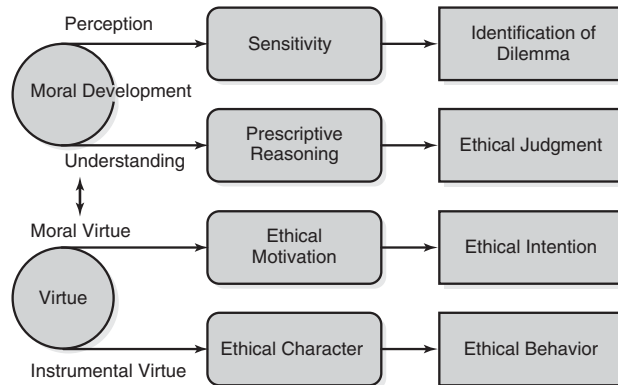 Perception
Sensitivity
Identification of
Dilemma
Moral Development
Understanding
Prescriptive
Reasoning
Ethical Judgment
Moral Virtue
Ethical
Motivation
Ethical Intention
Virtue
Instrumental Virtue
Ethical Character
Ethical Behavior